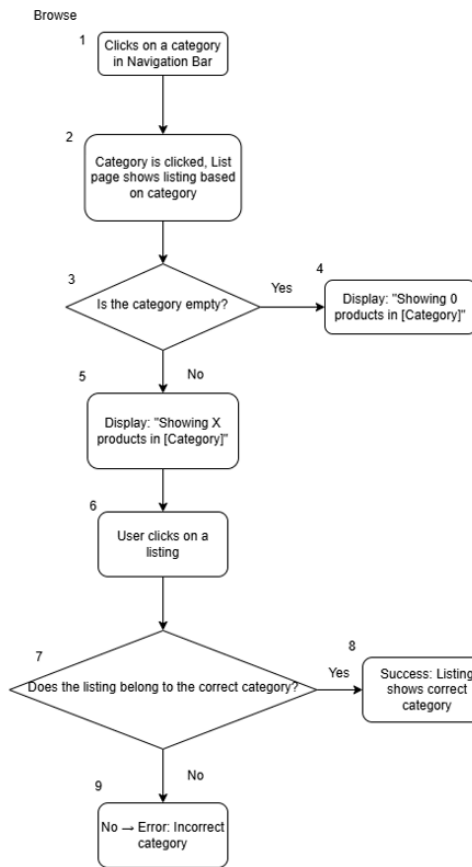 Browse
1
Clicks on a category
in Navigation Bar
2
Category is clicked, List
page shows listing based
on category
3
Is the category empty?
Yes
4
Display: "Showing 0
products in [Category]"
No
5
Display: "Showing X
products in [Category]"
6
User clicks on a
listing
7
Does the listing belong to the correct category?
Yes
8
Success: Listing
shows correct
category
No
9
No → Error: Incorrect
category